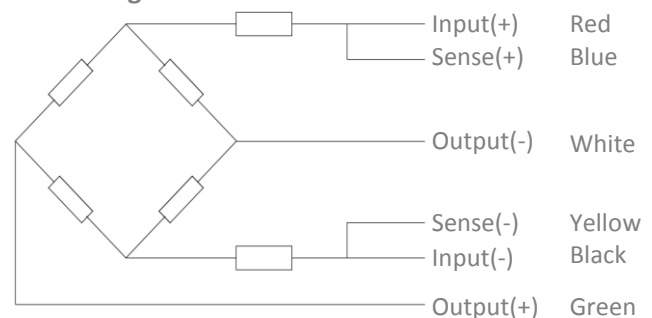 Input(+) Red
Sense(+) Blue
Output(-) White
Sense(-) Yellow
Input(-) Black
Output(+) Green